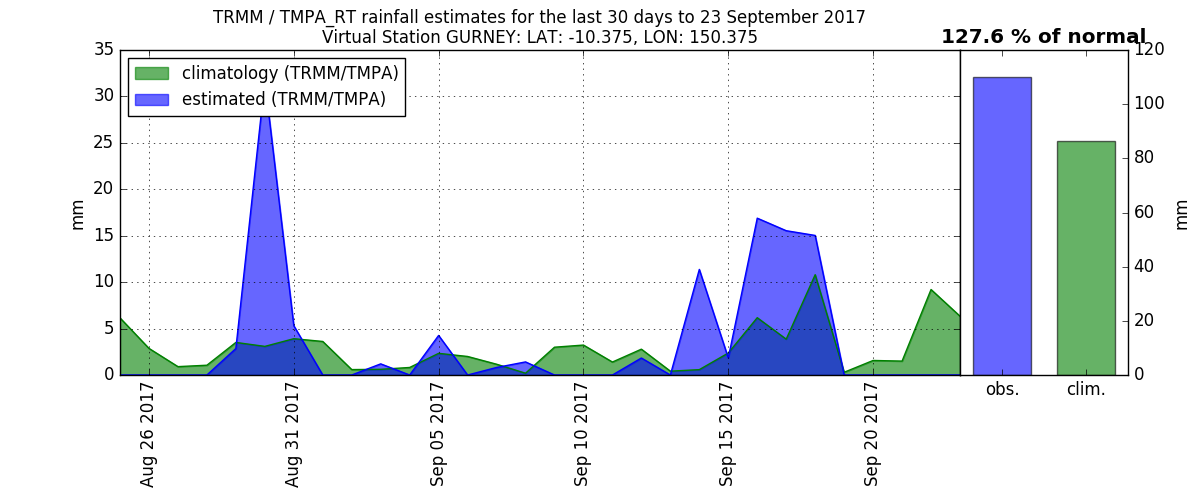 TRMM / TMPA_RT rainfall estimates for the last 30 days to 23 September 2017
Virtual Station GURNEY: LAT: -10.375, LON: 150.375
127.6 % of normal
climatology (TRMM/TMPA)
estimated (TRMM/TMPA)
35
30
25
20
15
10
5
0
mm
Aug 26 2017
Aug 31 2017
Sep 05 2017
Sep 10 2017
Sep 15 2017
Sep 20 2017
obs.
clim.
120
100
80
60
40
20
0
mm